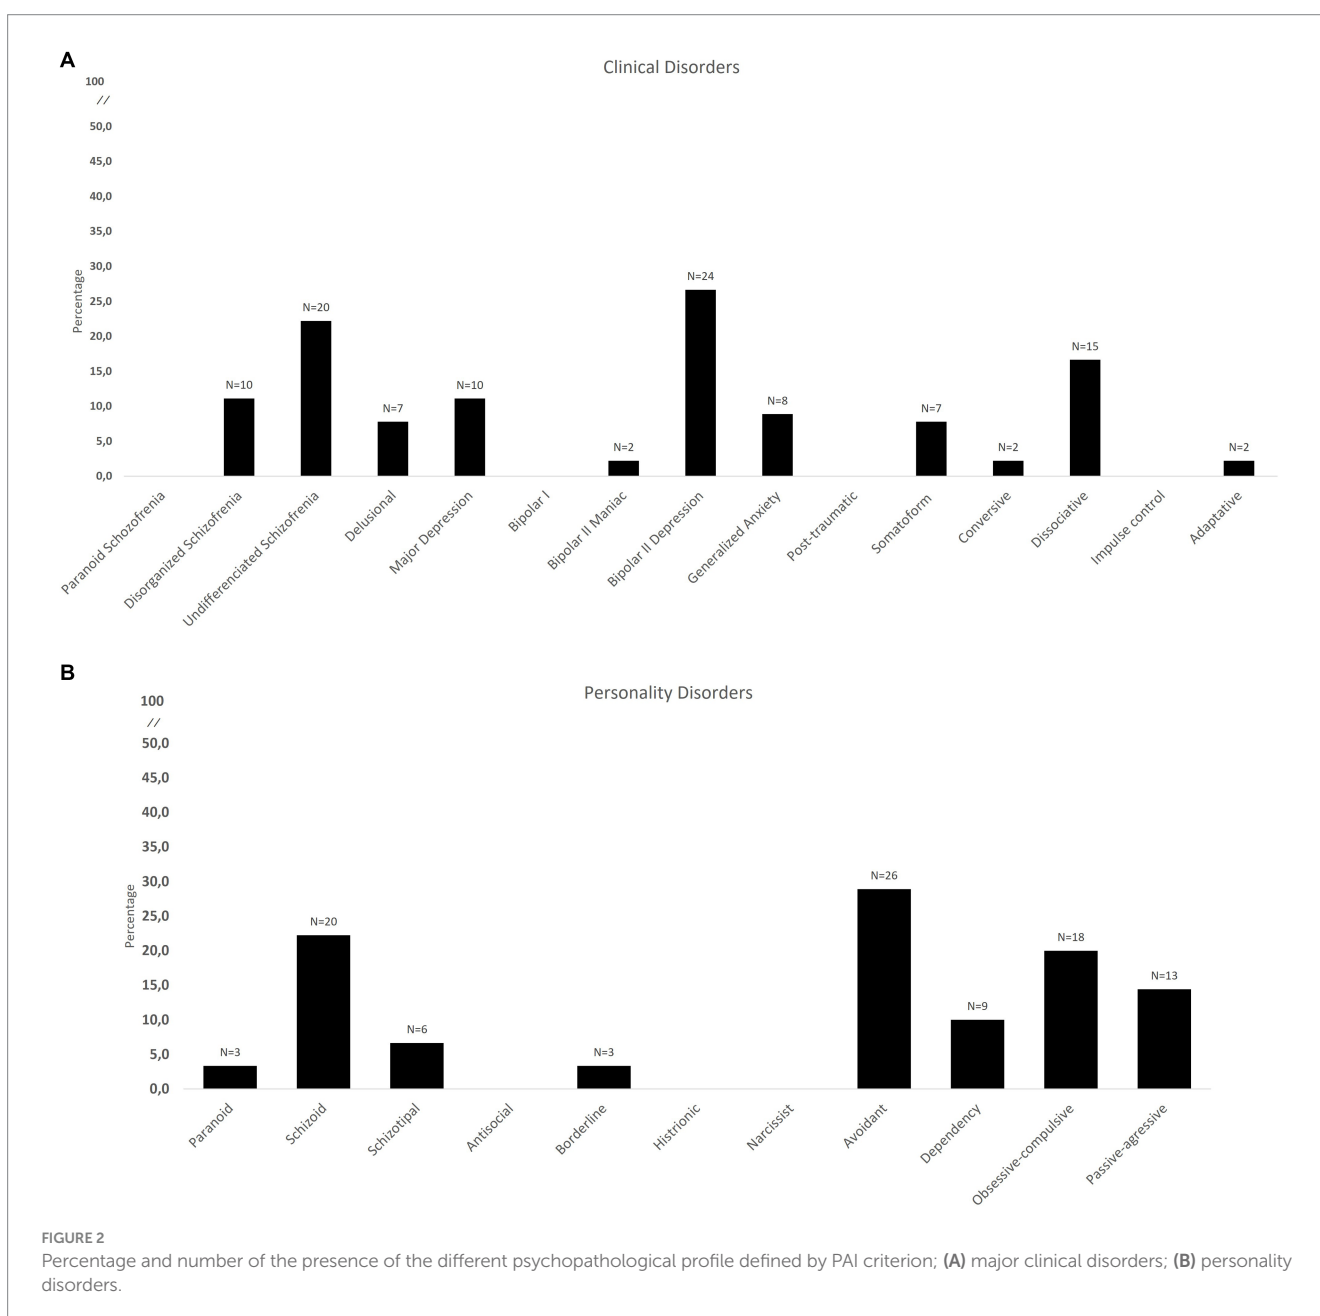 A
Clinical Disorders
100
//
50,0
45,0
40,0
35,0
30,0
25,0
20,0
15,0
10,0
5,0
0,0
Percentage
N=10
N=20
N=7
N=10
N=2
N=24
N=8
N=7
N=2
N=15
N=2
Paranoid Schozofrenia
Disorganized Schizofrenia
Undifferenciated Schizofrenia
Delusional
Major Depression
Bipolar I
Bipolar II Maniac
Bipolar II Depression
Generalized Anxiety
Post-traumatic
Somatoform
Conversive
Dissociative
Impulse control
Adaptative
B
Personality Disorders
100
//
50,0
45,0
40,0
35,0
30,0
25,0
20,0
15,0
10,0
5,0
0,0
Percentage
N=3
N=20
N=6
N=3
N=26
N=9
N=18
N=13
Paranoid
Schizoid
Schizotipal
Antisocial
Borderline
Histrionic
Narcissist
Avoidant
Dependency
Obsessive-compulsive
Passive-agressive
FIGURE 2
Percentage and number of the presence of the different psychopathological profile defined by PAI criterion; (A) major clinical disorders; (B) personality
disorders.